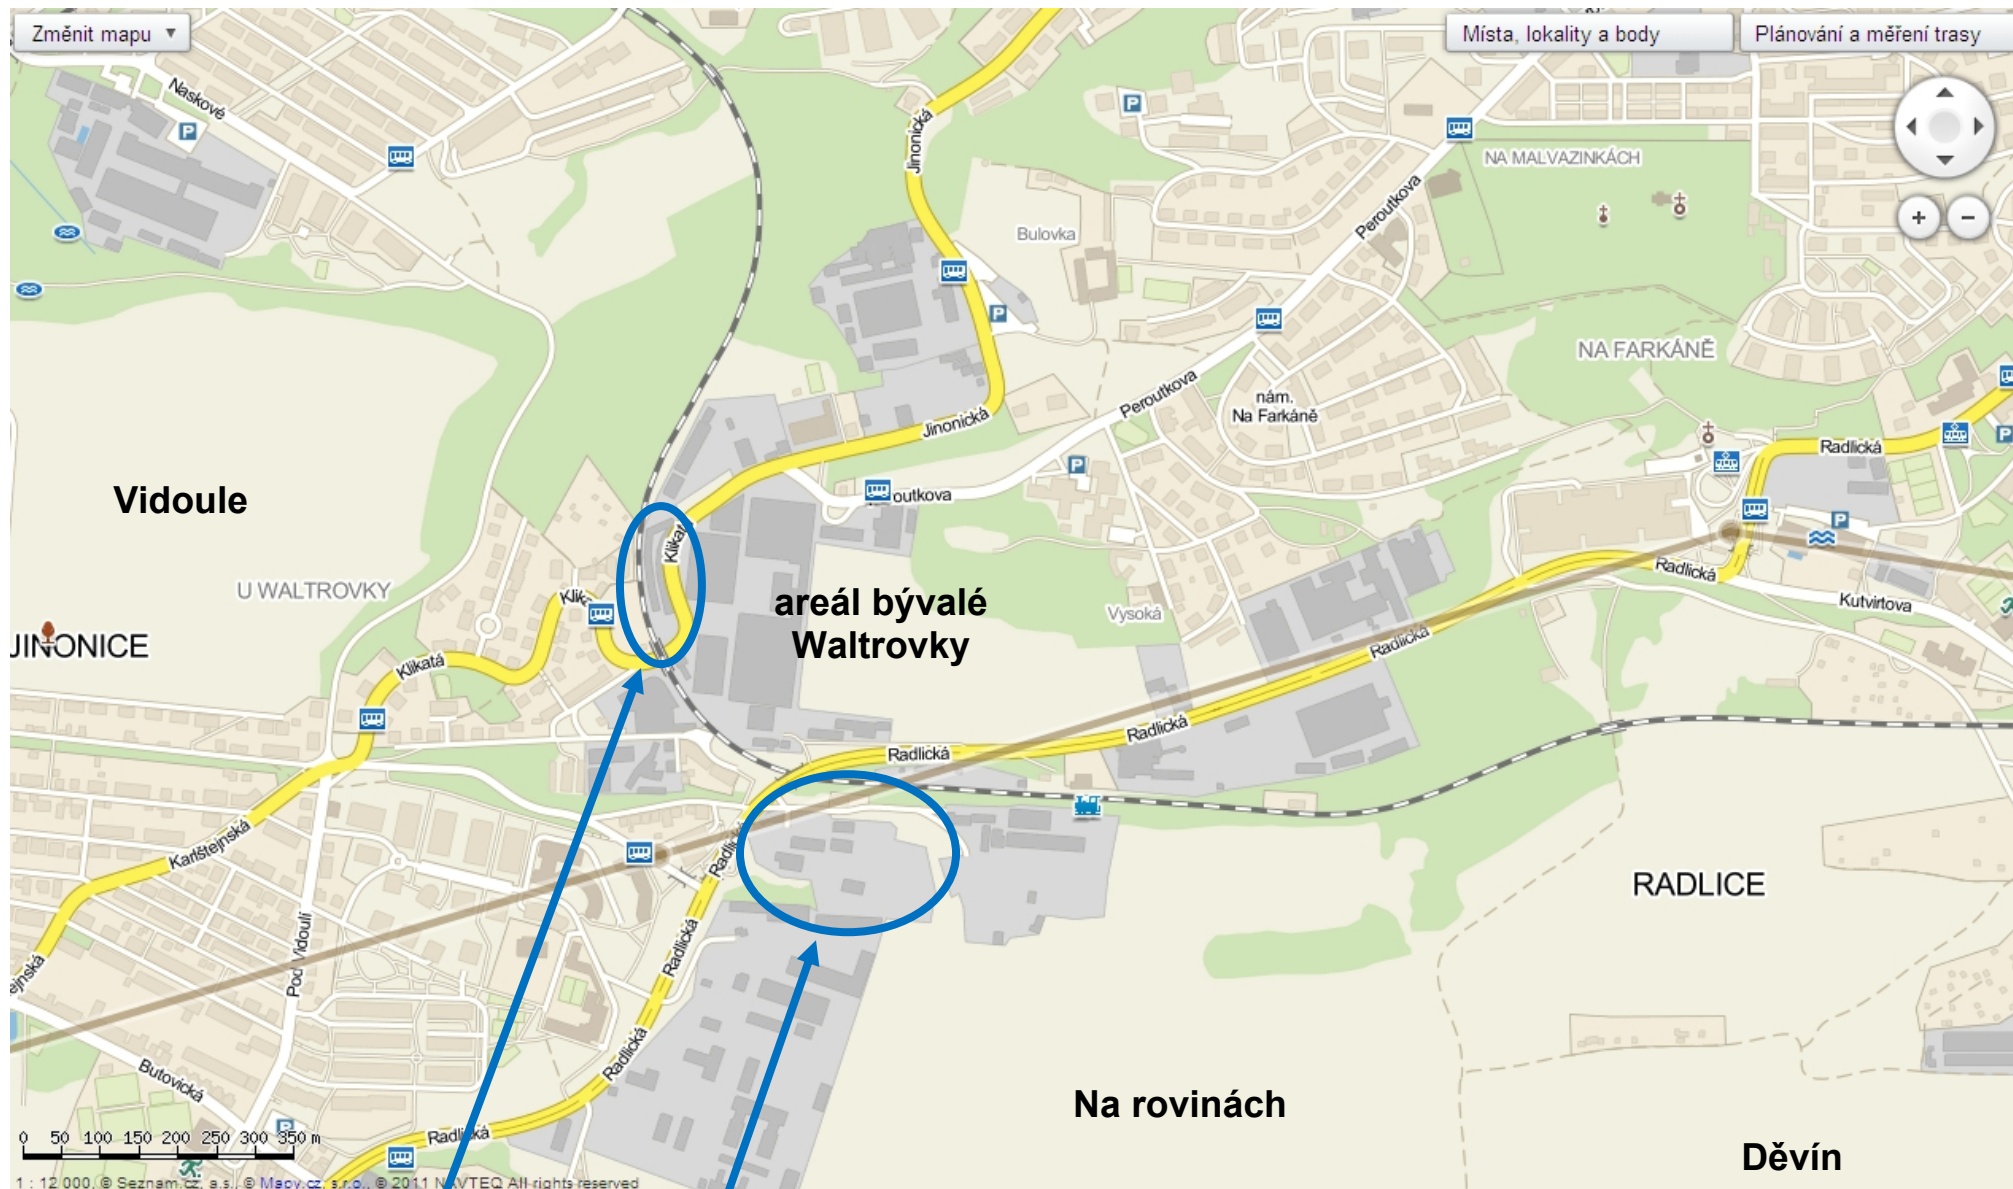 Změnit mapu
Místa, lokality a body
Plánování a měření trasy
Naskové
P
Jinonická
P
NA MALVAZINKÁCH
Peroutkova
Bulovka
P
NA FARKÁNĚ
Peroutkova
nám.
Na Farkáně
Jinonická
Radlická
P
P
outkova
Vidoule
Klikatá
P
Radlická
U WALTROVKY
areál bývalé
Waltrovky
Vysoká
Kutvirtova
JINONICE
Klikatá
Radlická
Radlická
Radlická
Karlštejnská
RADLICE
Pod Vidoulí
Radlická
ejnská
Radlická
Butovická
Na rovinách
P
Radlická
Děvín
0 50 100 150 200 250 300 350 m
1 : 12 000, © Seznam.cz, a.s., © Mapy.cz, s.r.o., © 2011 NAVTEQ All rights reserved